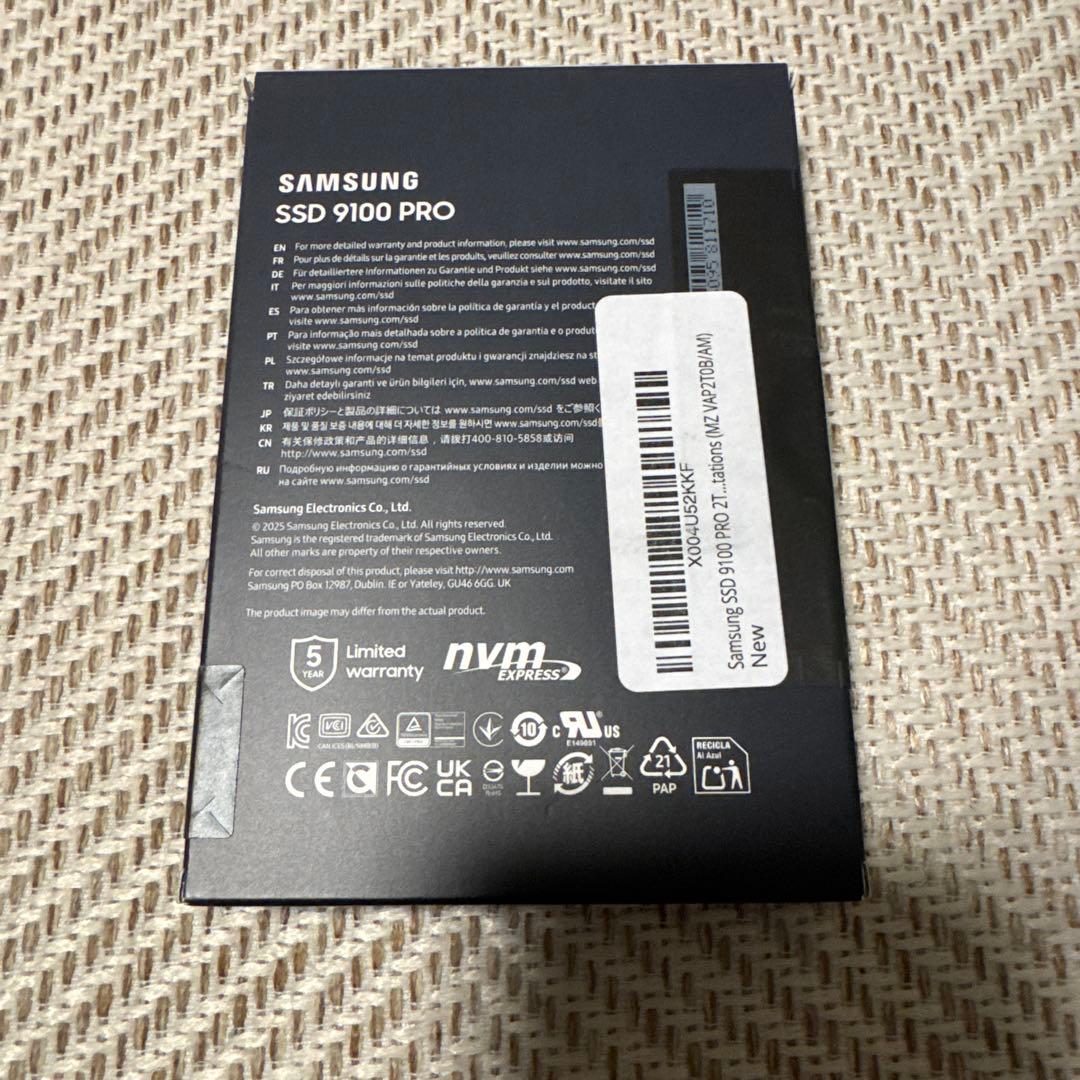 SAMSUNG
SSD 9100 PRO
EN For more detailed warranty and product information, please visit www.samsung.com/ssd
FR Pour plus de détails sur la garantie et les produits, veuillez consulter www.samsung.com/ssd
DE Für detailliertere Informationen zu Garantie und Produkt siehe www.samsung.com/ssd
IT Per maggiori informazioni sulle politiche della garanzia e sul prodotto, visitate il sito
www.samsung.com/ssd
ES Para obtener más información sobre la política de garantía y el product
visite www.samsung.com/ssd
PT Para informação mais detalhada sobre a política de garantia e o produt
visite www.samsung.com/ssd
PL Szczegółowe informacje na temat produktu i gwarancji znajdziesz na st
www.samsung.com/ssd
TR Daha detaylı garanti ve ürün bilgileri için, www.samsung.com/ssd web
ziyaret edebilirsiniz
JP 保証ポリシーと製品の詳細については www.samsung.com/ssd をご参照く
KR 제품 및 품질 보증 내용에 대해 더 자세한 정보를 원하시면 www.samsung.com/ssd
CN 有关保修政策和产品的详细信息，请拨打400-810-5858或访问
http://www.samsung.com/ssd
RU Подробную информацию о гарантийных условиях и изделии можно
на сайте www.samsung.com/ssd
Samsung Electronics Co., Ltd.
© 2025 Samsung Electronics Co., Ltd. All rights reserved.
Samsung is the registered trademark of Samsung Electronics Co., Ltd.
All other marks are property of their respective owners.
For correct disposal of this product, please visit http://www.samsung.com
Samsung PO Box 12987, Dublin. IE or Yateley, GU46 6GG. UK
The product image may differ from the actual product.
5 YEAR
Limited
warranty
nvm
EXPRESS®
VCI
CAN ICES (B)/NMB(B)
10
c RU US
E149091
CE FC UK CA
RoHS
紙
21
PAP
RECICLA
Al Azul
095 811710
X004U52KKF
Samsung SSD 9100 PRO 2T...tations (MZ VAP2T0B/AM)
New